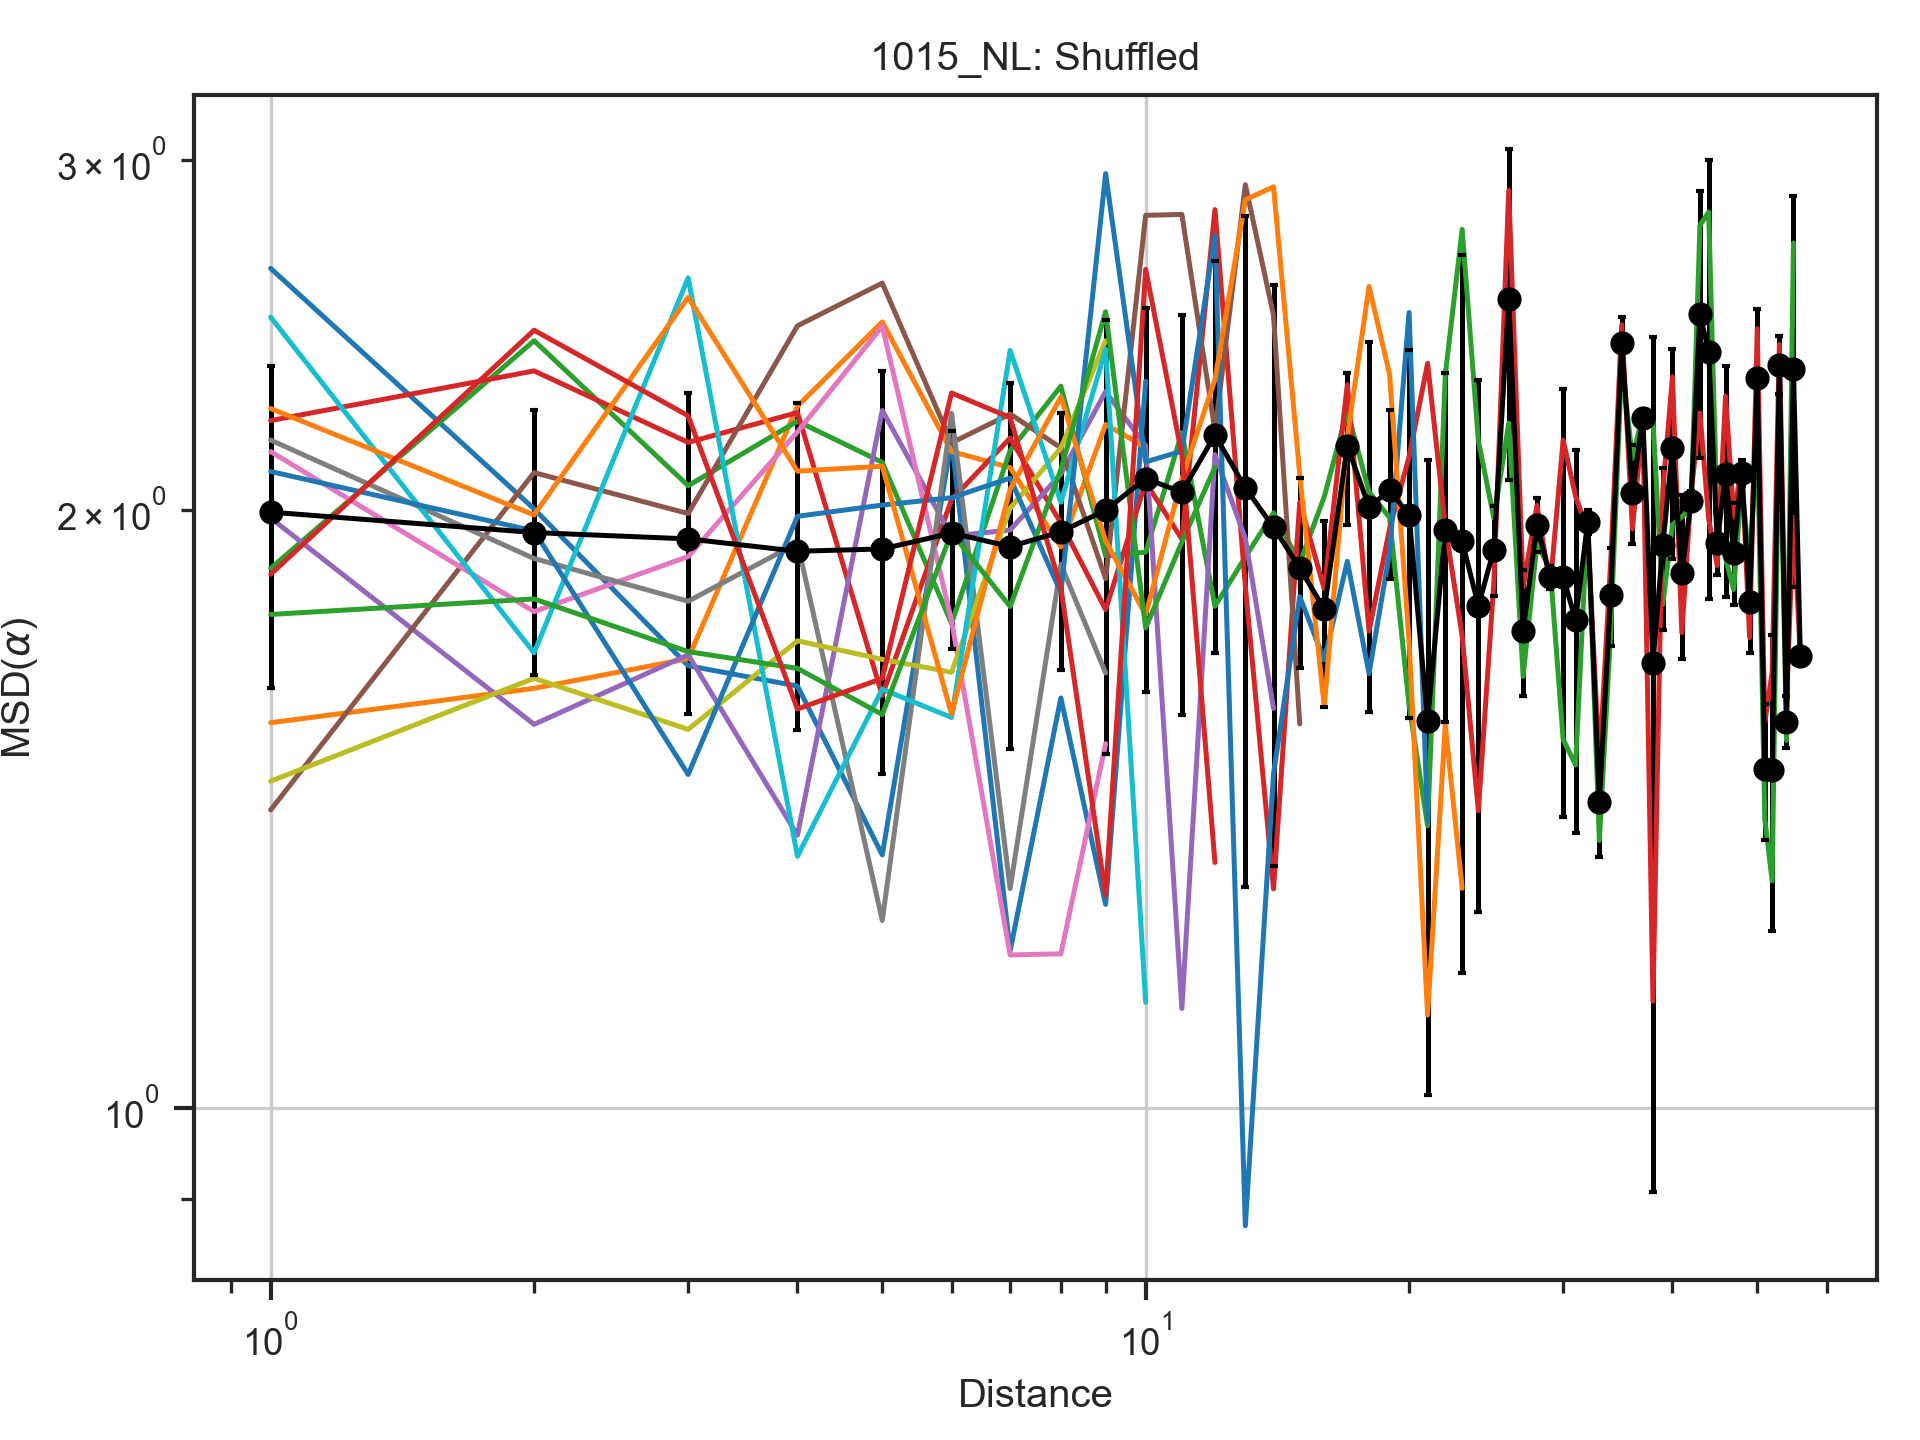 1015_NL: Shuffled
3 × 10⁰
2 × 10⁰
10⁰
MSD(α)
10⁰ 10¹
Distance